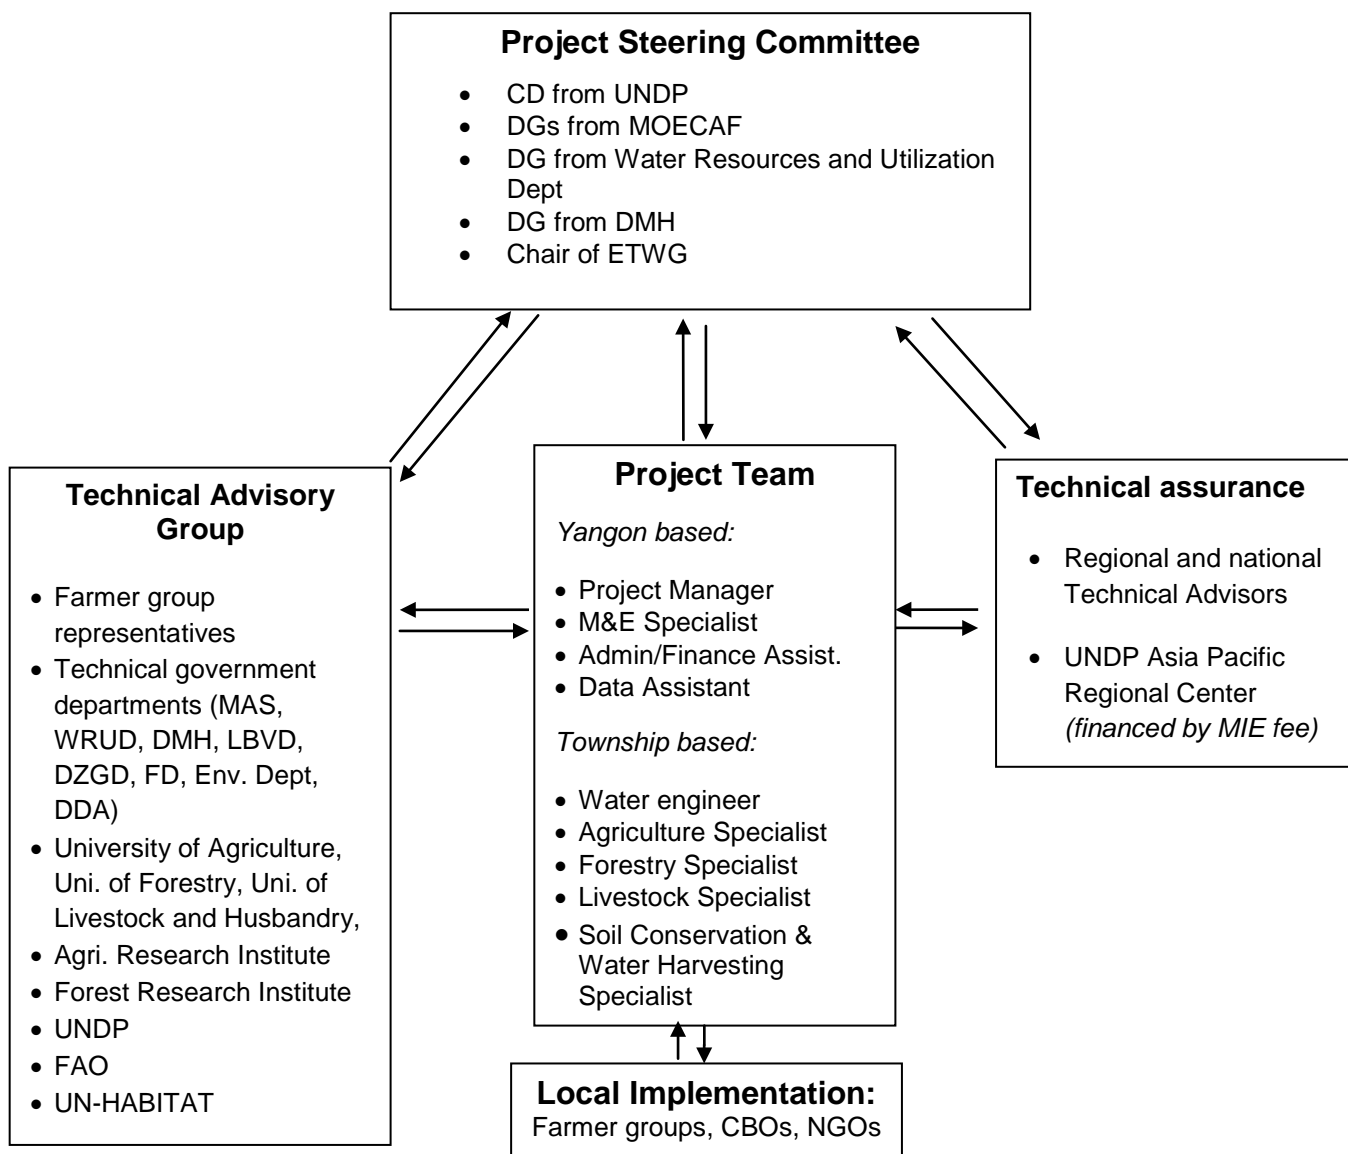 Project Steering Committee
• CD from UNDP
• DGs from MOECAF
• DG from Water Resources and Utilization
Dept
• DG from DMH
• Chair of ETWG
Technical Advisory
Group
• Farmer group
representatives
• Technical government
departments (MAS,
WRUD, DMH, LBVD,
DZGD, FD, Env. Dept,
DDA)
• University of Agriculture,
Uni. of Forestry, Uni. of
Livestock and Husbandry,
• Agri. Research Institute
• Forest Research Institute
• UNDP
• FAO
• UN-HABITAT
Project Team
Yangon based:
• Project Manager
• M&E Specialist
• Admin/Finance Assist.
• Data Assistant
Township based:
• Water engineer
• Agriculture Specialist
• Forestry Specialist
• Livestock Specialist
• Soil Conservation &
Water Harvesting
Specialist
Technical assurance
• Regional and national
Technical Advisors
• UNDP Asia Pacific
Regional Center
(financed by MIE fee)
Local Implementation:
Farmer groups, CBOs, NGOs